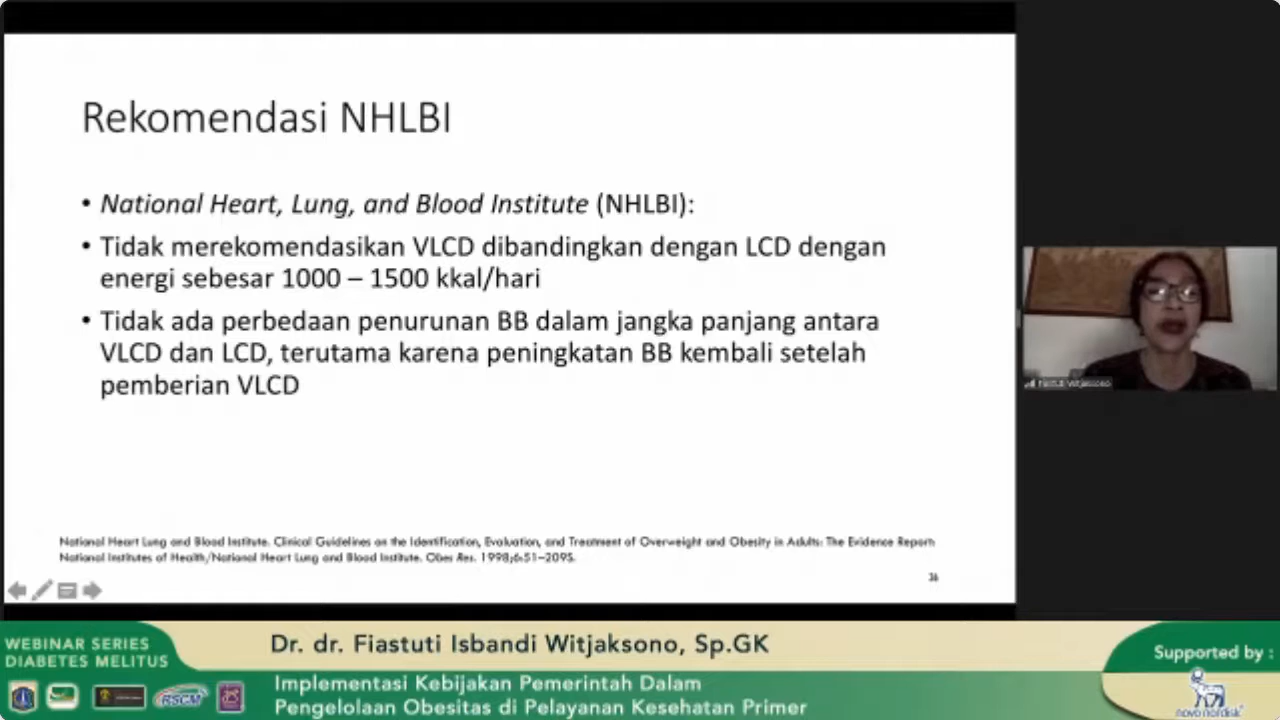 Rekomendasi NHLBI
• National Heart, Lung, and Blood Institute (NHLBI):
• Tidak merekomendasikan VLCD dibandingkan dengan LCD dengan
energi sebesar 1000 – 1500 kkal/hari
• Tidak ada perbedaan penurunan BB dalam jangka panjang antara
VLCD dan LCD, terutama karena peningkatan BB kembali setelah
pemberian VLCD
National Heart Lung and Blood Institute. Clinical Guidelines on the Identification, Evaluation, and Treatment of Overweight and Obesity in Adults: The Evidence Report.
National Institutes of Health/National Heart Lung and Blood Institute. Obes Res. 1998;6:51–209S.
36
Witjaksono
WEBINAR SERIES
DIABETES MELITUS
Dr. dr. Fiastuti Isbandi Witjaksono, Sp.GK
Implementasi Kebijakan Pemerintah Dalam
Pengelolaan Obesitas di Pelayanan Kesehatan Primer
RSCM
Supported by :
novo nordisk